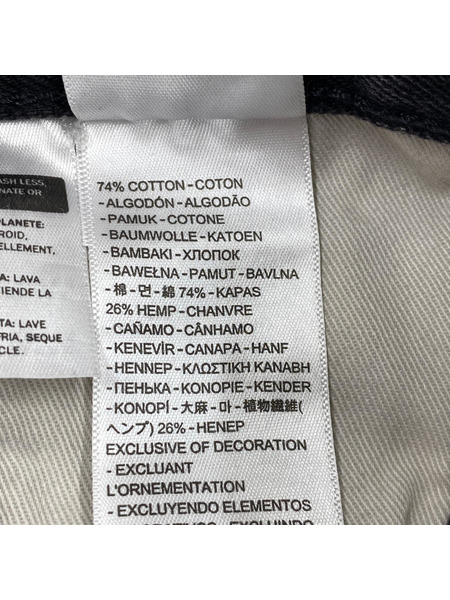 ASH LESS,
NATE OR
PLANETE:
ROID,
ELLEMENT,
A: LAVA
IENDE LA
TA: LAVE
FRIA, SEQUE
CLE.
74% COTTON - COTON
- ALGODÓN - ALGODÃO
- PAMUK - COTONE
- BAUMWOLLE - KATOEN
- BAMBAKI - ХЛОПОК
- BAWEŁNA - PAMUT - BAVLNA
- 棉 - 면 - 綿 74% - KAPAS
26% HEMP - CHANVRE
- CAÑAMO - CÂNHAMO
- KENEVİR - CANAPA - HANF
- HENNEP - ΚΛΩΣΤΙΚΗ ΚΑΝΑΒΗ
- ПЕНЬКА - KONOPIE - KENDER
- KONOPÍ - 大麻 - 마 - 植物繊維(
ヘンプ) 26% - HENEP
EXCLUSIVE OF DECORATION
- EXCLUANT
L'ORNEMENTATION
- EXCLUYENDO ELEMENTOS
- EXCLUINDO